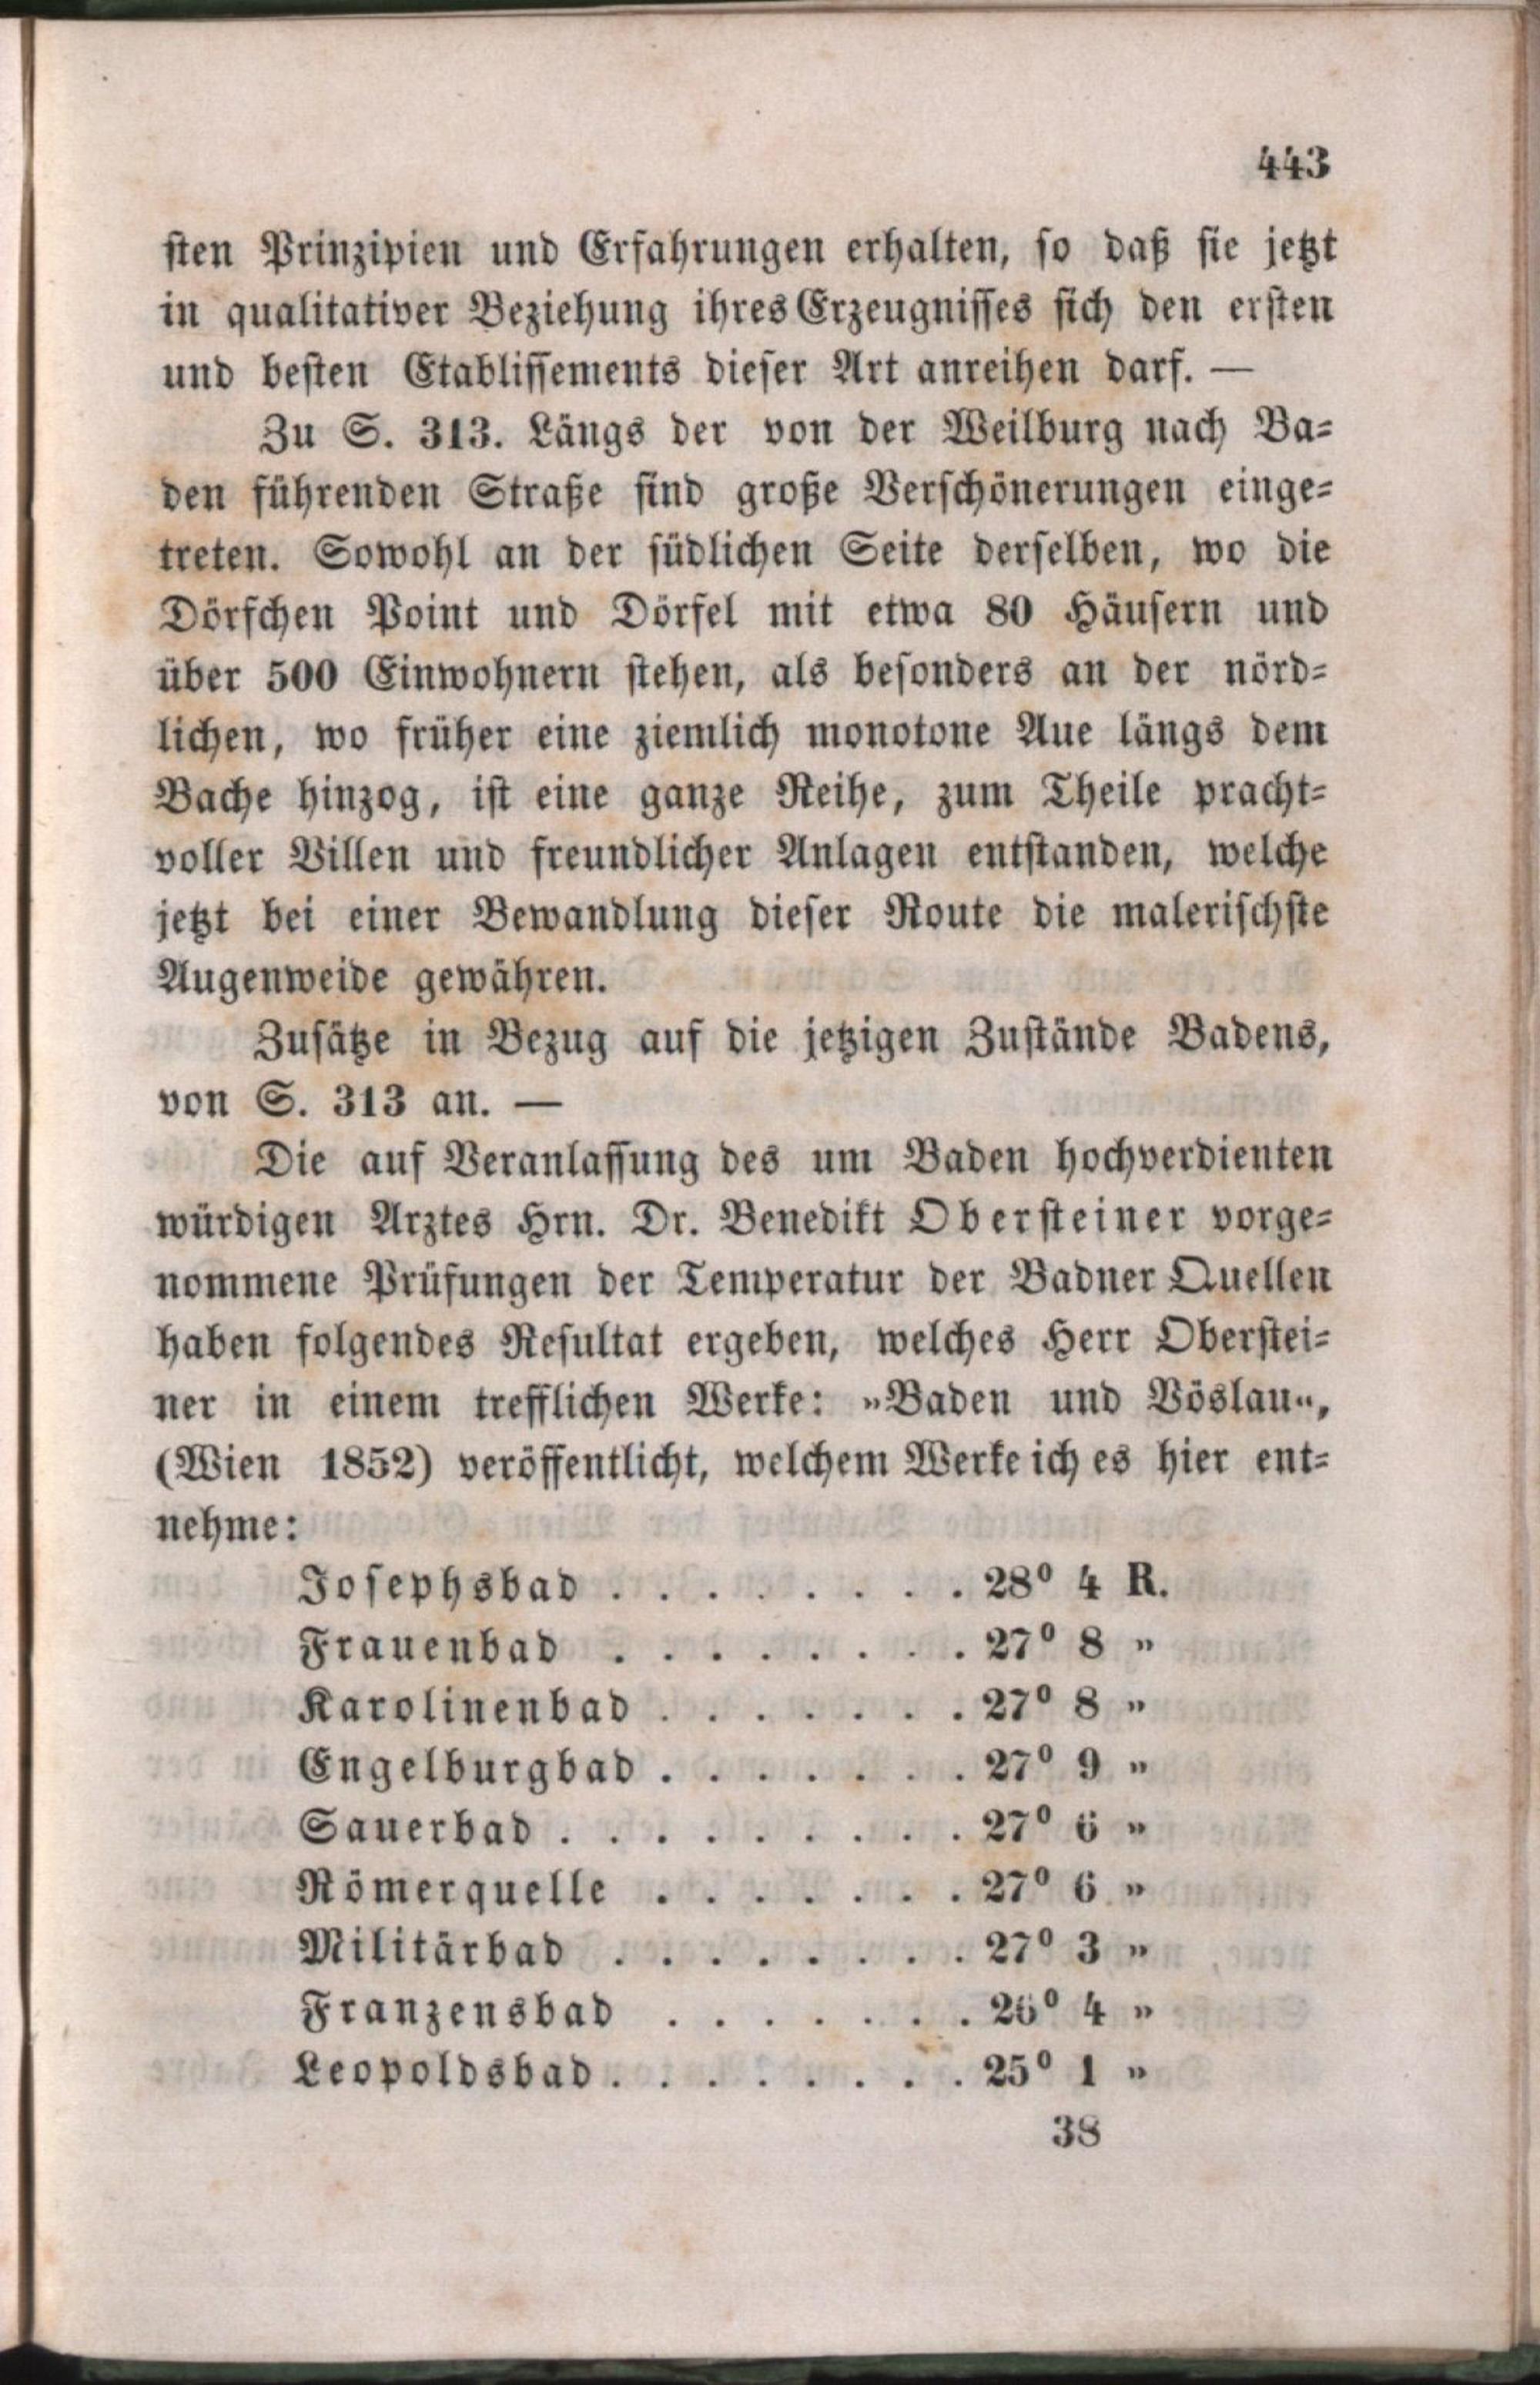 443
sten Prinzipien und Erfahrungen erhalten, so daß sie jetzt
in qualitativer Beziehung ihres Erzeugnisses sich den ersten
und besten Etablissements dieser Art anreihen darf. —
Zu S. 313. Längs der von der Weilburg nach Ba-
den führenden Straße sind große Verschönerungen einge-
treten. Sowohl an der südlichen Seite derselben, wo die
Dörfchen Point und Dörfel mit etwa 80 Häusern und
über 500 Einwohnern stehen, als besonders an der nörd-
lichen, wo früher eine ziemlich monotone Aue längs dem
Bache hinzog, ist eine ganze Reihe, zum Theile pracht-
voller Villen und freundlicher Anlagen entstanden, welche
jetzt bei einer Bewandlung dieser Route die malerischste
Augenweide gewähren.
Zusätze in Bezug auf die jetzigen Zustände Badens,
von S. 313 an. —
Die auf Veranlassung des um Baden hochverdienten
würdigen Arztes Hrn. Dr. Benedikt Obersteiner vorge-
nommene Prüfungen der Temperatur der Badner Quellen
haben folgendes Resultat ergeben, welches Herr Oberstei-
ner in einem trefflichen Werke: »Baden und Vöslau«,
(Wien 1852) veröffentlicht, welchem Werke ich es hier ent-
nehme:
Josephsbad . . . . . . . . 28⁰ 4 R.
Frauenbad . . . . . . . . 27⁰ 8 »
Karolinenbad . . . . . . . 27⁰ 8 »
Engelburgbad . . . . . . . 27⁰ 9 »
Sauerbad . . . . . . . . . 27⁰ 6 »
Römerquelle . . . . . . . 27⁰ 6 »
Militärbad . . . . . . . . 27⁰ 3 »
Franzensbad . . . . . . . 26⁰ 4 »
Leopoldsbad . . . . . . . . 25⁰ 1 »
38